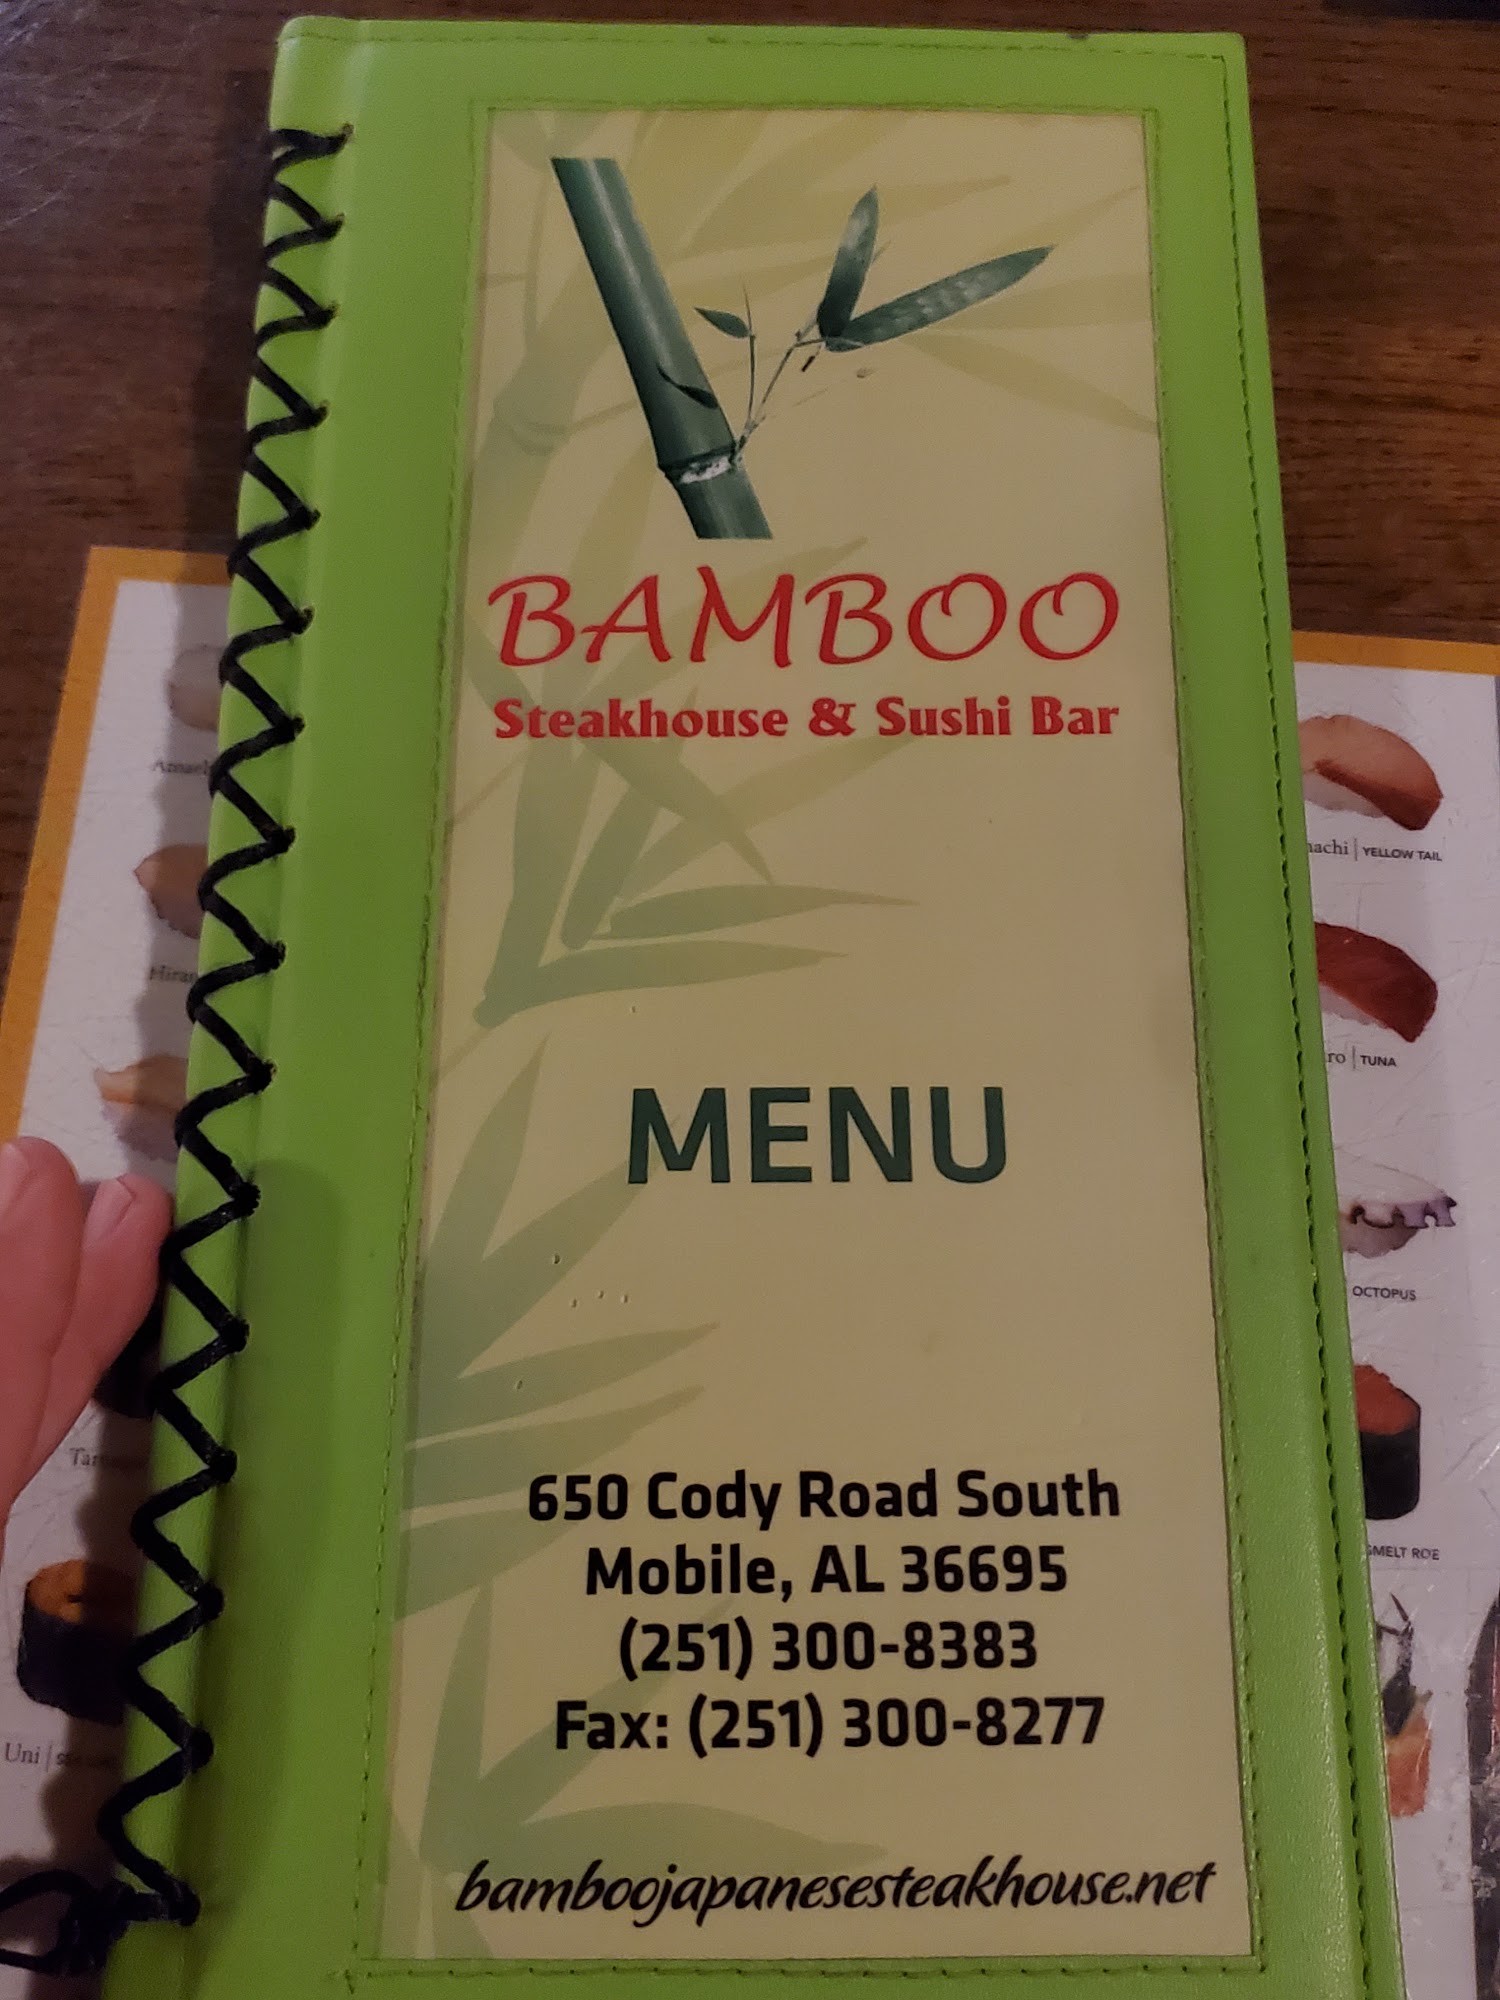 BAMBOO
Steakhouse & Sushi Bar
MENU
650 Cody Road South
Mobile, AL 36695
(251) 300-8383
Fax: (251) 300-8277
bamboojapanesesteakhouse.net
YELLOW TAIL
TUNA
OCTOPUS
SMELT ROE
Uni